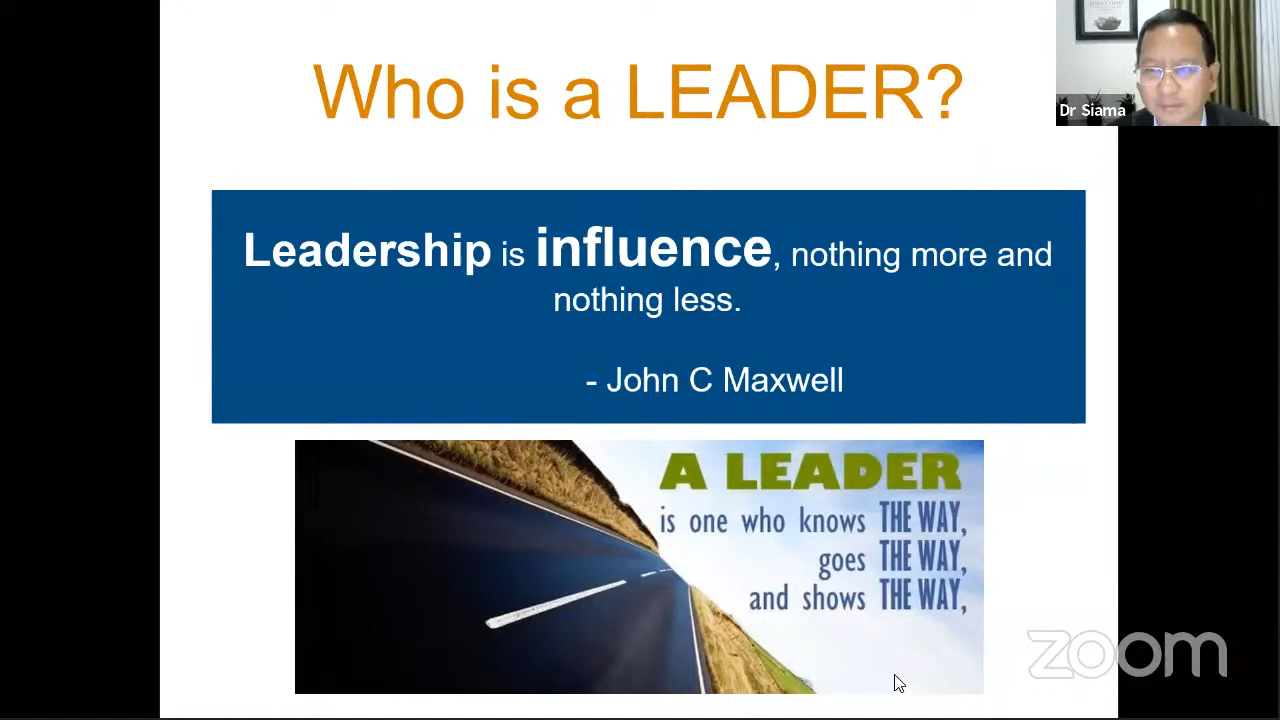 Who is a LEADER?
Dr Siama
Leadership is influence, nothing more and
nothing less.
- John C Maxwell
A LEADER
is one who knows THE WAY,
goes THE WAY,
and shows THE WAY,
zoom